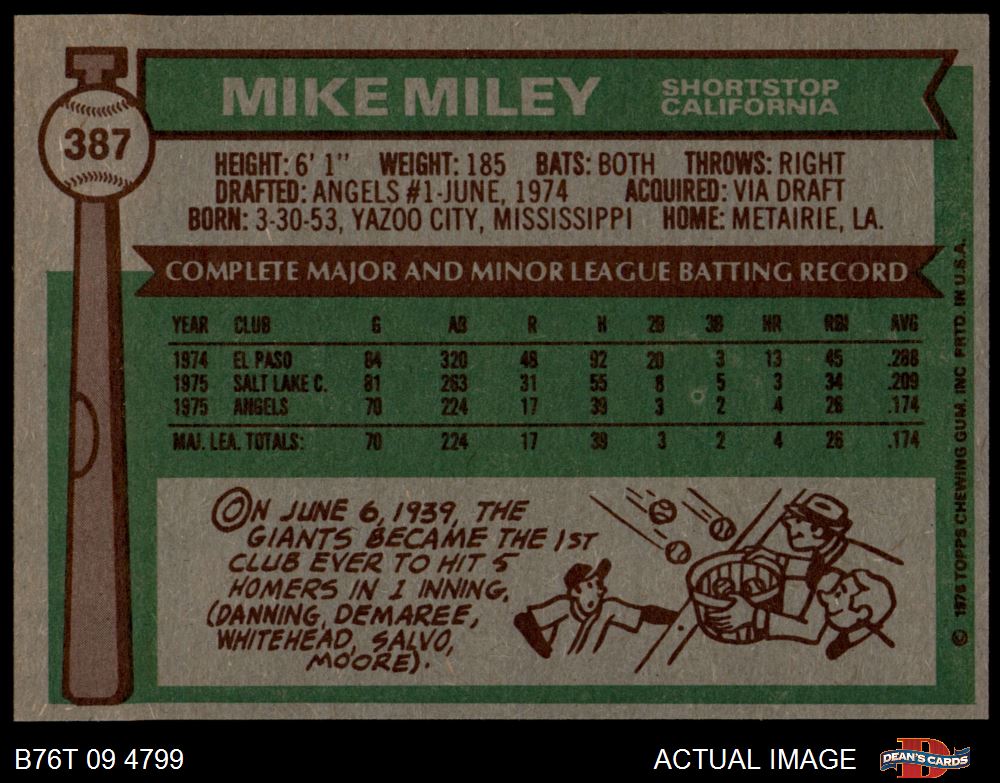 387
MIKE MILEY SHORTSTOP
CALIFORNIA
HEIGHT: 6' 1" WEIGHT: 185 BATS: BOTH THROWS: RIGHT
DRAFTED: ANGELS #1-JUNE, 1974 ACQUIRED: VIA DRAFT
BORN: 3-30-53, YAZOO CITY, MISSISSIPPI HOME: METAIRIE, LA.
COMPLETE MAJOR AND MINOR LEAGUE BATTING RECORD
YEAR CLUB G AB R H 2B 3B HR RBI AVG
1974 EL PASO 84 320 48 92 20 3 13 45 .288
1975 SALT LAKE C. 81 263 31 55 8 5 3 34 .209
1975 ANGELS 70 224 17 39 3 2 4 26 .174
MAJ. LEA. TOTALS: 70 224 17 39 3 2 4 26 .174
ON JUNE 6, 1939, THE
GIANTS BECAME THE 1ST
CLUB EVER TO HIT 5
HOMERS IN 1 INNING.
(DANNING, DEMAREE,
WHITEHEAD, SALVO,
MOORE).
© 1976 TOPPS CHEWING GUM, INC. PRTD. IN U.S.A.
B76T 09 4799 ACTUAL IMAGE DEAN'S CARDS